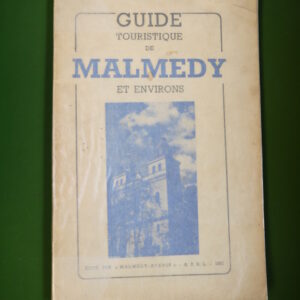 GUIDE
TOURISTIQUE
DE
MALMEDY
ET ENVIRONS